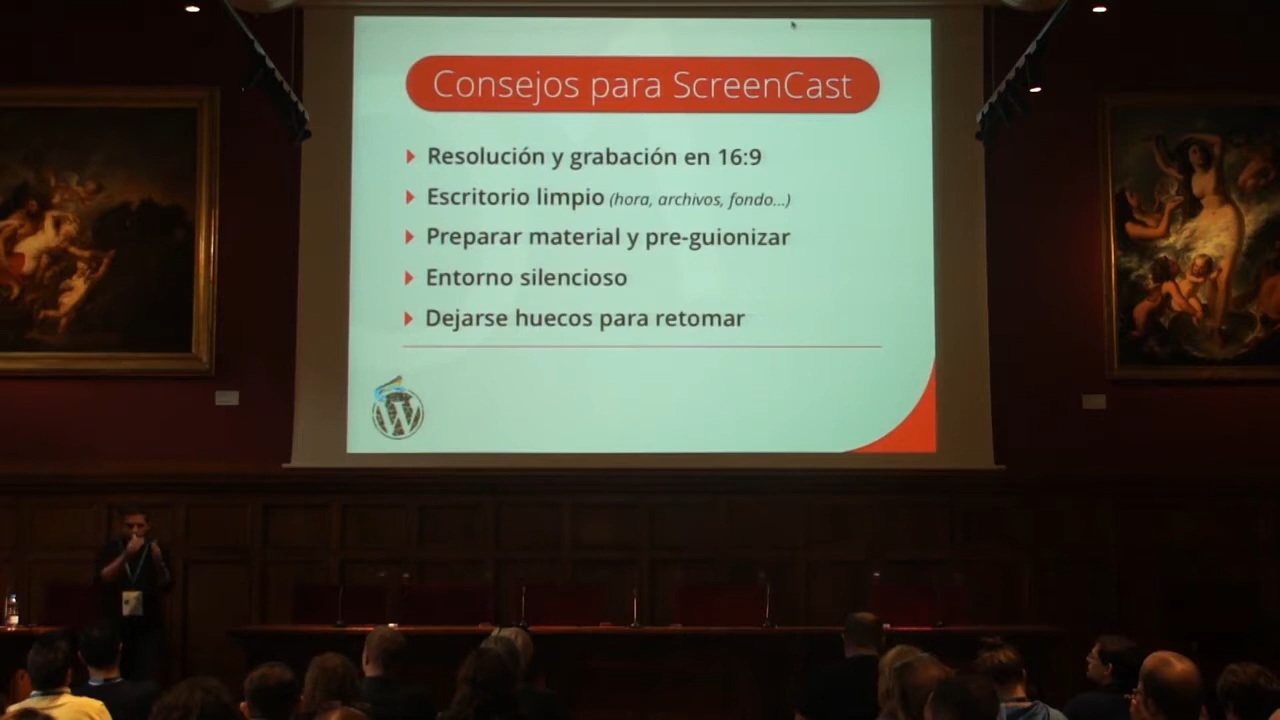 Consejos para ScreenCast
Resolución y grabación en 16:9
Escritorio limpio (hora, archivos, fondo...)
Preparar material y pre-guionizar
Entorno silencioso
Dejarse huecos para retomar
W